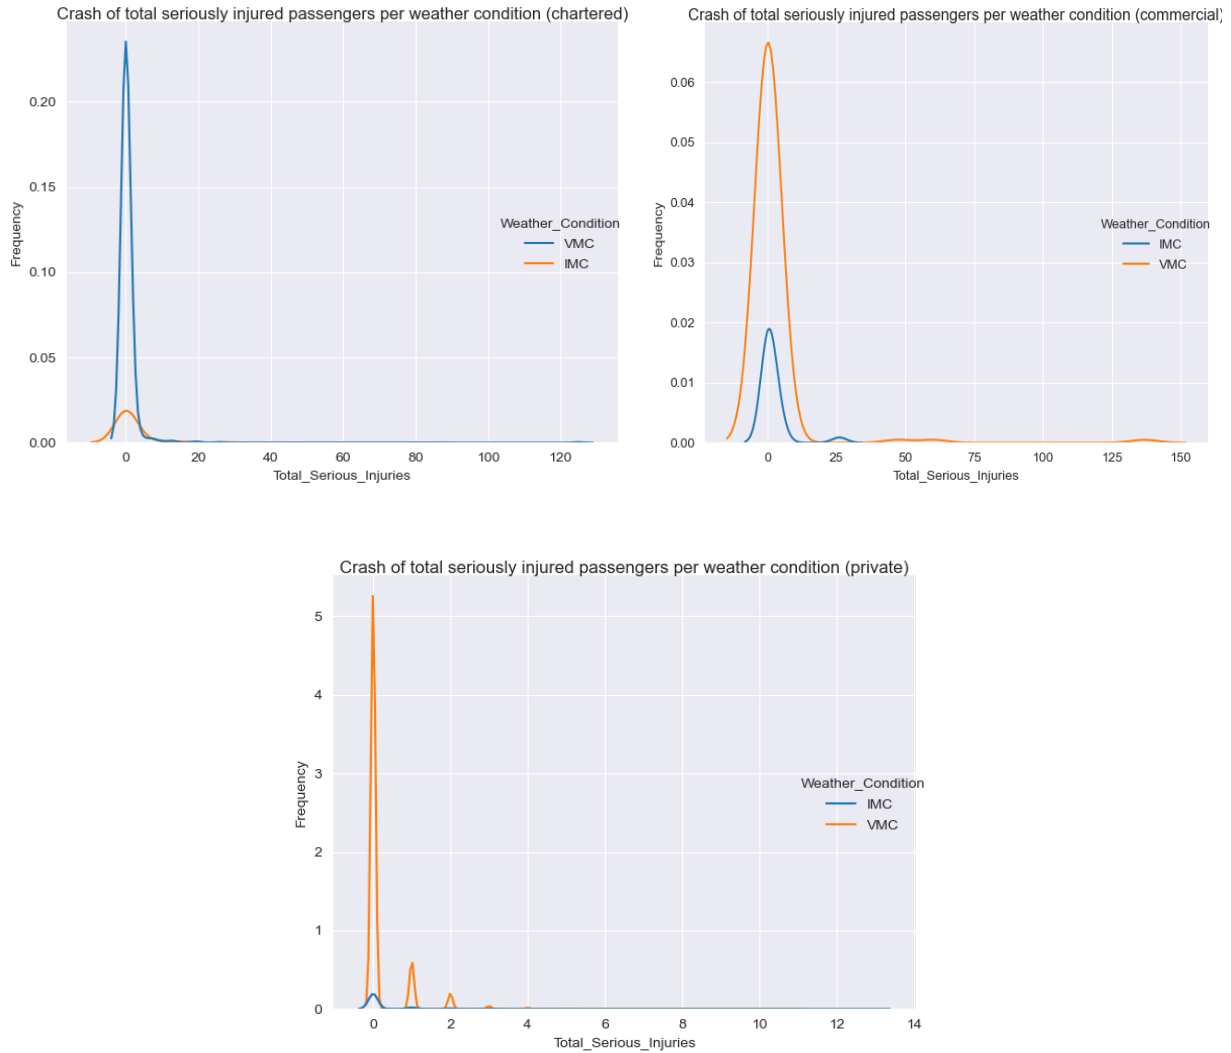 Crash of total seriously injured passengers per weather condition (chartered)
0.20
0.15
0.10
0.05
0.00
Frequency
Weather_Condition
VMC
IMC
0
20
40
60
80
100
120
Total_Serious_Injuries
Crash of total seriously injured passengers per weather condition (commercial)
0.06
0.05
0.04
0.03
0.02
0.01
0.00
Frequency
Weather_Condition
IMC
VMC
0
25
50
75
100
125
150
Total_Serious_Injuries
Crash of total seriously injured passengers per weather condition (private)
5
4
3
2
1
0
Frequency
Weather_Condition
IMC
VMC
0
2
4
6
8
10
12
14
Total_Serious_Injuries